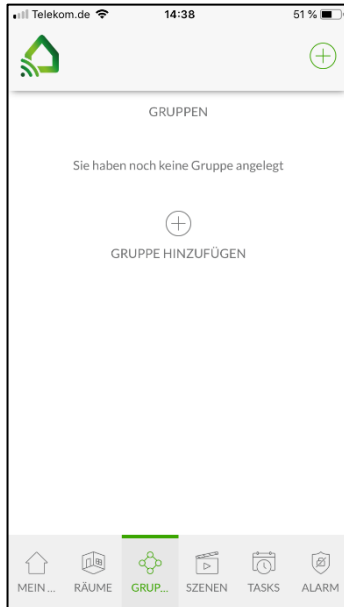 Telekom.de 14:38 51 %
GRUPPEN
Sie haben noch keine Gruppe angelegt
GRUPPE HINZUFÜGEN
MEIN ... RÄUME GRUP... SZENEN TASKS ALARM